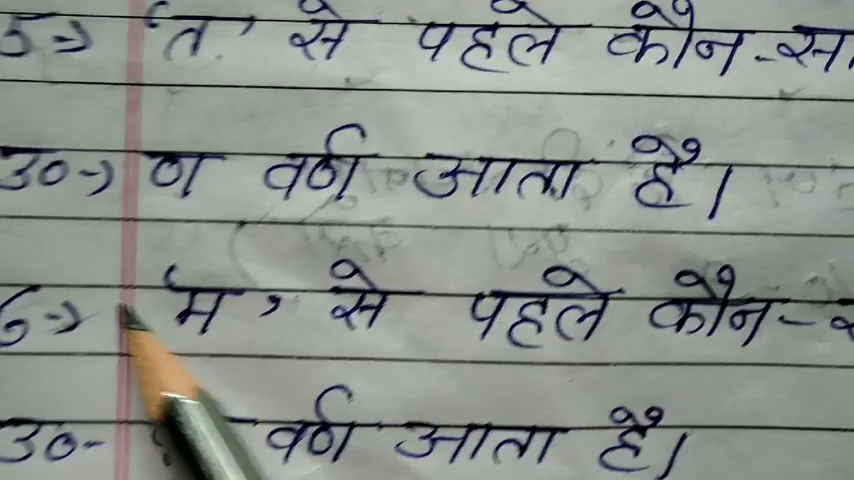 5→ 'त' से पहले कौन-सा
उ०→ ण वर्ण आता है।
6→ 'म' से पहले कौन-
उ०- वर्ण आता है।